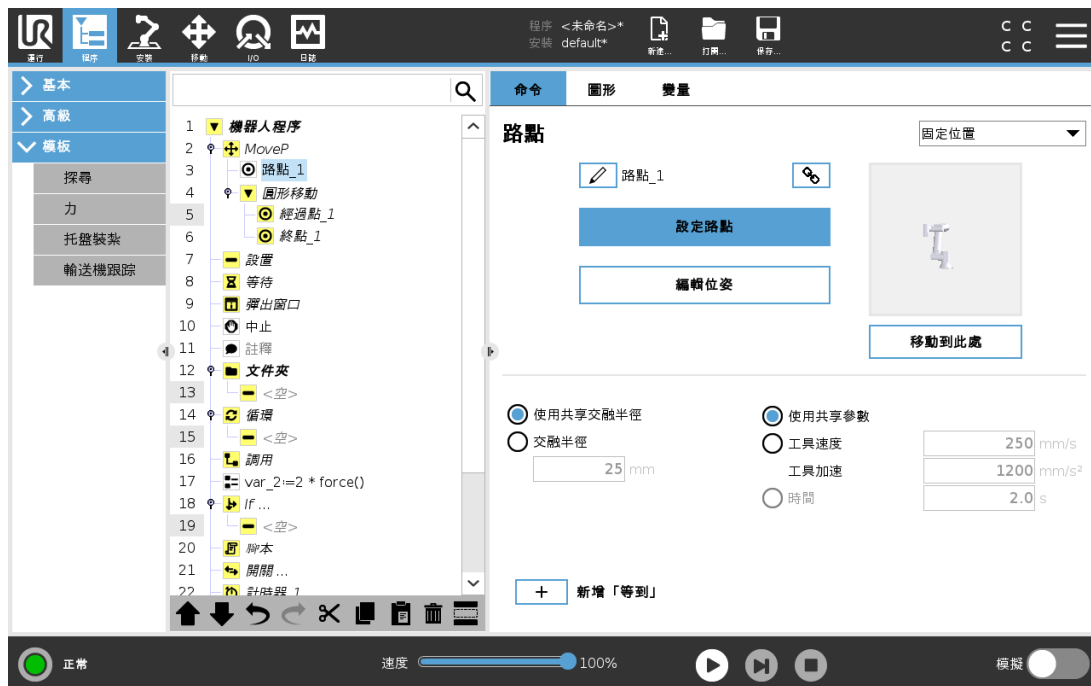 程序 <未命名>*
安裝 default*
運行
程序
安裝
移動
I/O
日誌
新建...
打開...
保存...
C C
C C
基本
高級
模板
探尋
力
托盤裝紮
輸送機跟踪
1 機器人程序
2 MoveP
3 路點_1
4 圓形移動
5 經過點_1
6 終點_1
7 設置
8 等待
9 彈出窗口
10 中止
11 註釋
12 文件夾
13 <空>
14 循環
15 <空>
16 調用
17 var_2:=2 * force()
18 If ...
19 <空>
20 腳本
21 開關 ...
22 計時器_1
命令 圖形 變量
路點
固定位置
路點_1
設定路點
編輯位姿
移動到此處
使用共享交融半徑
交融半徑
25 mm
使用共享參數
工具速度 250 mm/s
工具加速 1200 mm/s²
時間 2.0 s
+ 新增「等到」
正常
速度 100%
模擬